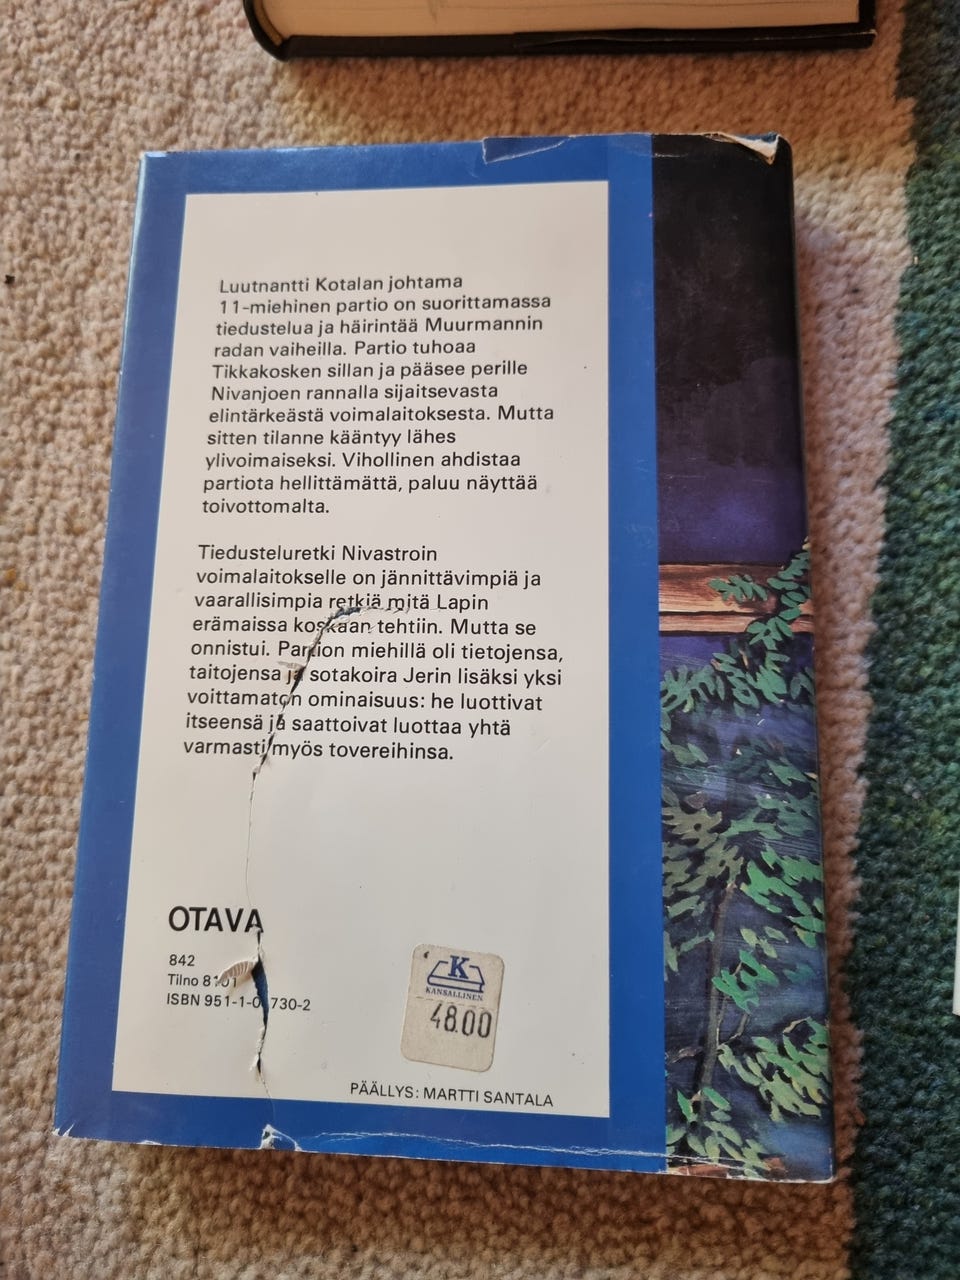 Luutnantti Kotalan johtama
11-miehinen partio on suorittamassa
tiedustelua ja häirintää Muurmannin
radan vaiheilla. Partio tuhoaa
Tikkakosken sillan ja pääsee perille
Nivanjoen rannalla sijaitsevasta
elintärkeästä voimalaitoksesta. Mutta
sitten tilanne kääntyy lähes
ylivoimaiseksi. Vihollinen ahdistaa
partiota hellittämättä, paluu näyttää
toivottomalta.
Tiedusteluretki Nivastroin
voimalaitokselle on jännittävimpiä ja
vaarallisimpia retkiä mitä Lapin
erämaissa koskaan tehtiin. Mutta se
onnistui. Partion miehillä oli tietojensa,
taitojensa ja sotakoira Jerin lisäksi yksi
voittamaton ominaisuus: he luottivat
itseensä ja saattoivat luottaa yhtä
varmasti myös tovereihinsa.
OTAVA
842
Tilno
ISBN
K
KANSALLINEN
48.00
PÄÄLLYS: MARTTI SANTALA